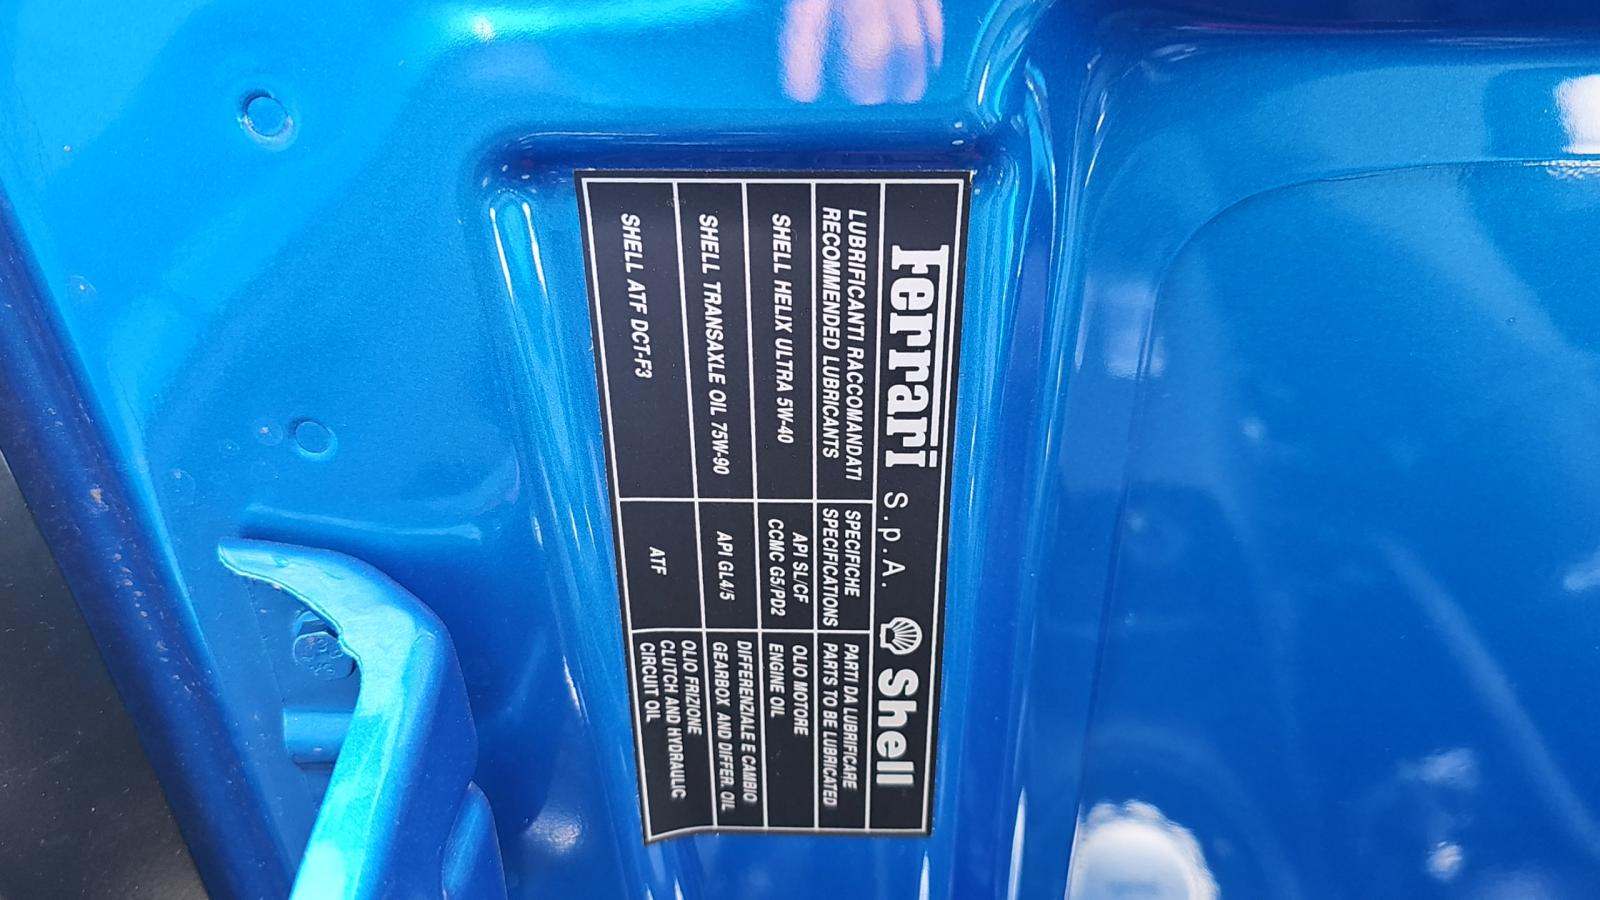 Ferrari S.p.A. Shell
LUBRIFICANTI RACCOMANDATI
RECOMMENDED LUBRICANTS
SPECIFICHE
SPECIFICATIONS
PARTI DA LUBRIFICARE
PARTS TO BE LUBRICATED
SHELL HELIX ULTRA 5W-40
API SL/CF
CCMC G5/PD2
OLIO MOTORE
ENGINE OIL
SHELL TRANSAXLE OIL 75W-90
API GL4/5
DIFFERENZIALE E CAMBIO
GEARBOX AND DIFFER. OIL
SHELL ATF DCT-F3
ATF
OLIO FRIZIONE
CLUTCH AND HYDRAULIC
CIRCUIT OIL